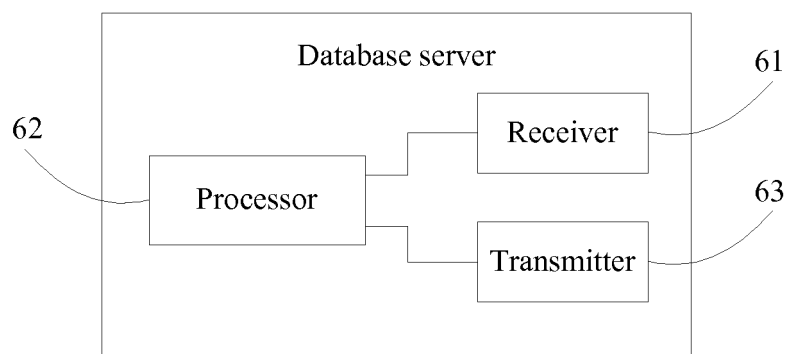 Database server
61
Receiver
62
Processor
63
Transmitter